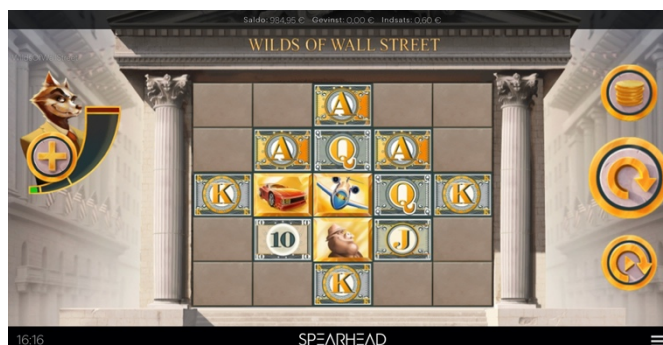 Saldo: 984,95 € Gevinst: 0,00 € Indsats: 0,60 €
WILDS OF WALL STREET
A
A Q A
K Q K
10 J
K
16:16 SPEARHEAD